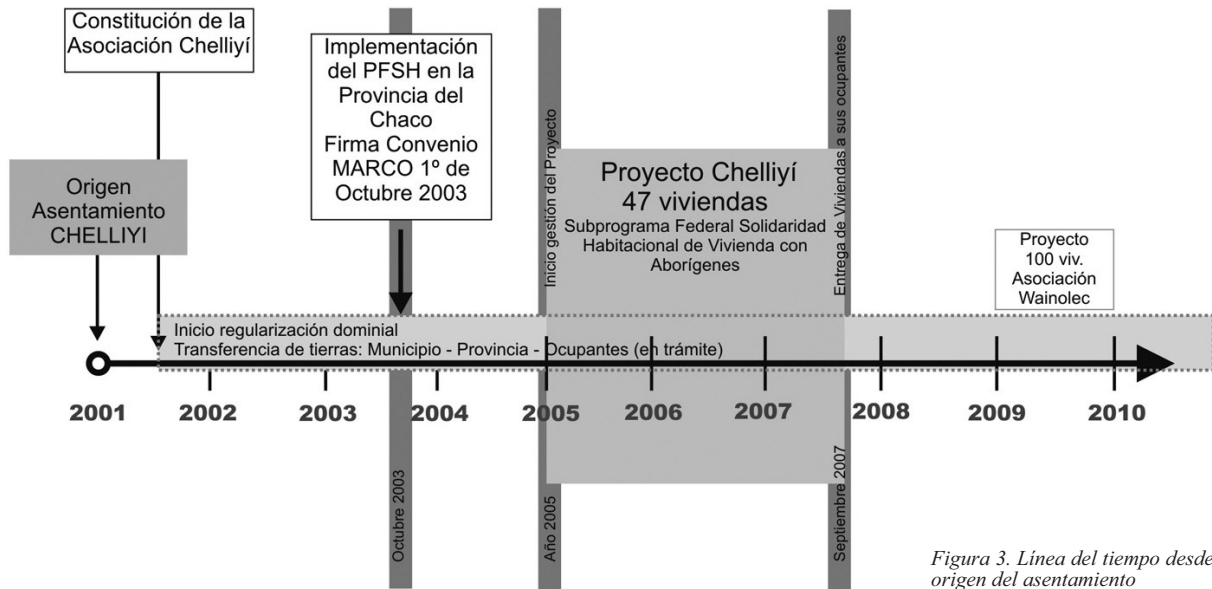 Constitución de la
Asociación Chelliyí
Origen
Asentamiento
CHELLIYI
Implementación
del PFSH en la
Provincia del
Chaco
Firma Convenio
MARCO 1º de
Octubre 2003
Inicio gestión del Proyecto
Proyecto Chelliyí
47 viviendas
Subprograma Federal Solidaridad
Habitacional de Vivienda con
Aborígenes
Entrega de Viviendas a sus ocupantes
Proyecto
100 viv.
Asociación
Wainolec
Inicio regularización dominial
Transferencia de tierras: Municipio - Provincia - Ocupantes (en trámite)
2001 2002 2003 2004 2005 2006 2007 2008 2009 2010
Octubre 2003
Año 2005
Septiembre 2007
Figura 3. Línea del tiempo desde
origen del asentamiento